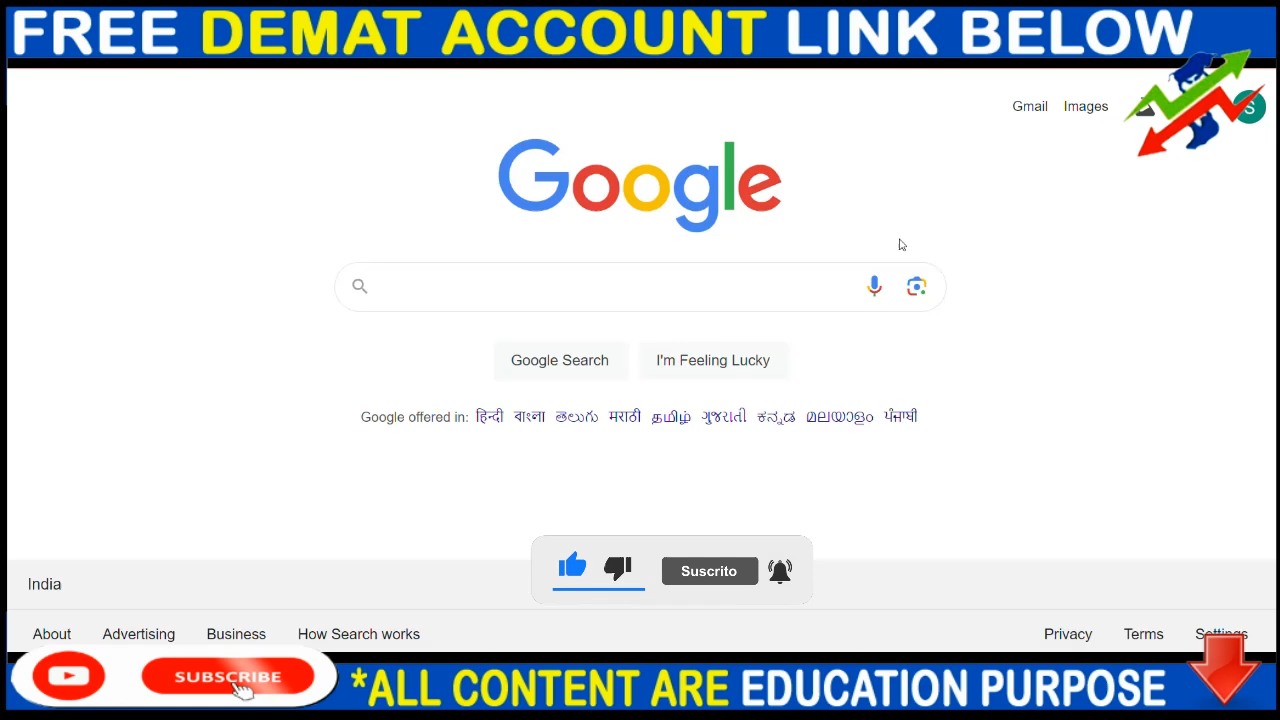 FREE DEMAT ACCOUNT LINK BELOW
Gmail Images S
Google
Google Search I'm Feeling Lucky
Google offered in: हिन्दी বাংলা తెలుగు मराठी தமிழ் ગુજરાતી ಕನ್ನಡ മലയാളം ਪੰਜਾਬੀ
Suscrito
India
About Advertising Business How Search works Privacy Terms Settings
SUBSCRIBE
*ALL CONTENT ARE EDUCATION PURPOSE